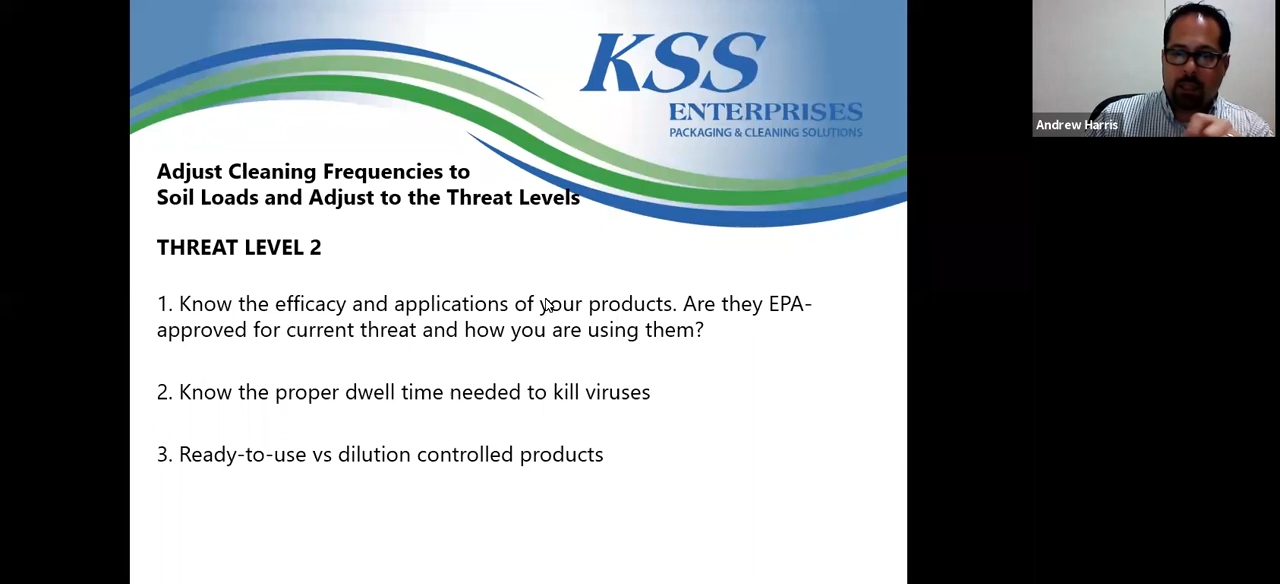 KSS
ENTERPRISES
PACKAGING & CLEANING SOLUTIONS
Andrew Harris
Adjust Cleaning Frequencies to
Soil Loads and Adjust to the Threat Levels
THREAT LEVEL 2
1. Know the efficacy and applications of your products. Are they EPA-
approved for current threat and how you are using them?
2. Know the proper dwell time needed to kill viruses
3. Ready-to-use vs dilution controlled products